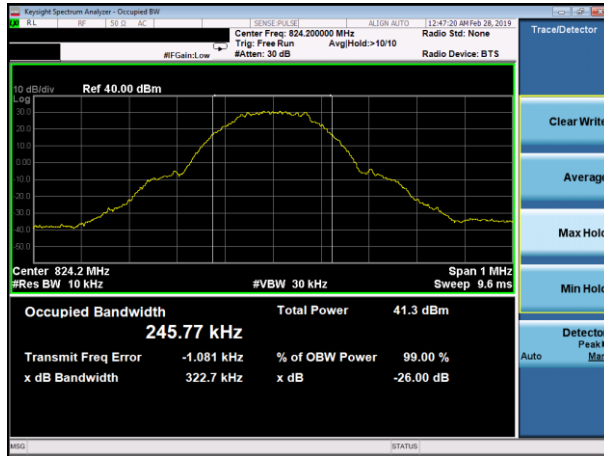 Keysight Spectrum Analyzer - Occupied BW
RL RF 50 Ω AC SENSE:PULSE ALIGN AUTO 12:47:20 AM Feb 28, 2019
Center Freq: 824.200000 MHz Radio Std: None
Trig: Free Run Avg|Hold:>10/10
#IFGain:Low #Atten: 30 dB Radio Device: BTS
Trace/Detector
10 dB/div Ref 40.00 dBm
Log
30.0
20.0
10.0
0.00
-10.0
-20.0
-30.0
-40.0
-50.0
Center 824.2 MHz Span 1 MHz
#Res BW 10 kHz #VBW 30 kHz Sweep 9.6 ms
Occupied Bandwidth Total Power 41.3 dBm
245.77 kHz
Transmit Freq Error -1.081 kHz % of OBW Power 99.00 %
x dB Bandwidth 322.7 kHz x dB -26.00 dB
Clear Write
Average
Max Hold
Min Hold
Detector
Peak
Auto Man
MSG STATUS